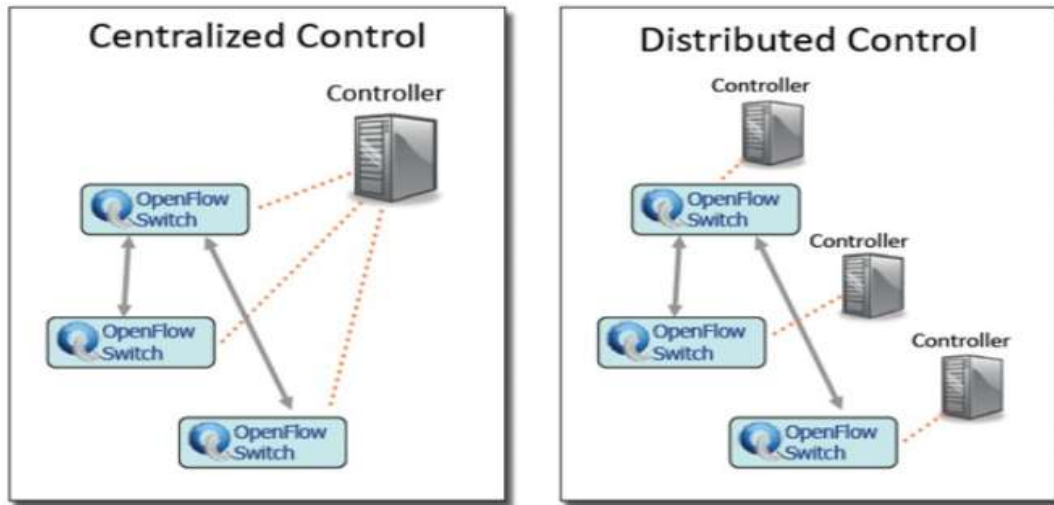 Centralized Control
Controller
OpenFlow
Switch
OpenFlow
Switch
OpenFlow
Switch
Distributed Control
Controller
OpenFlow
Switch
Controller
OpenFlow
Switch
Controller
OpenFlow
Switch